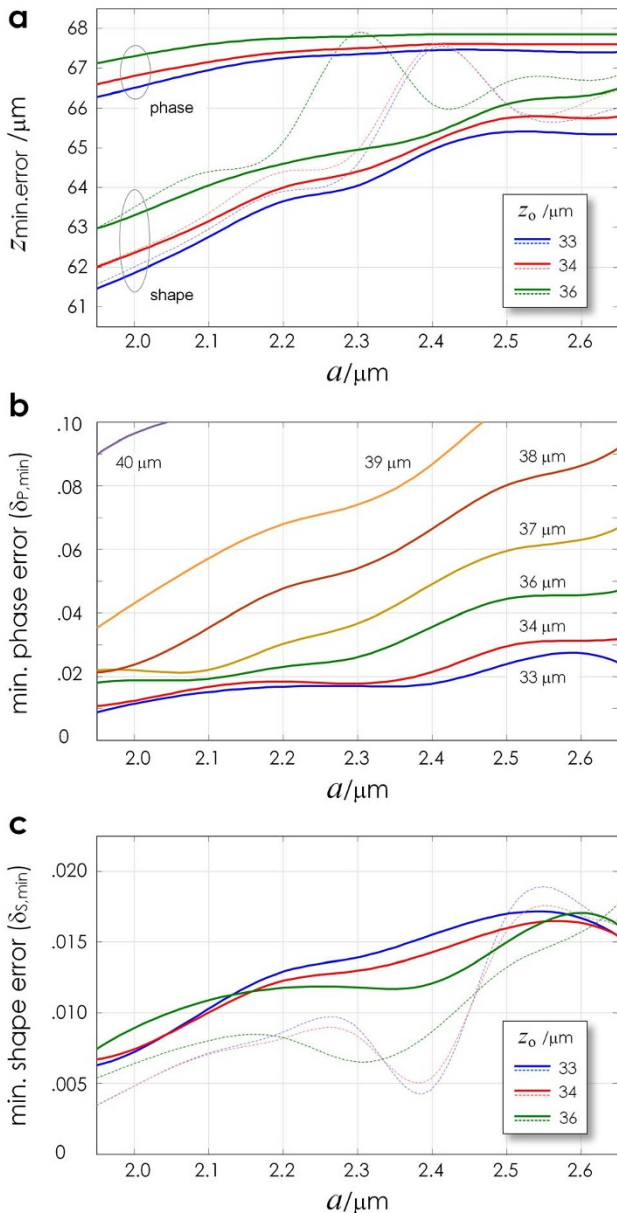 a
68
67
66
65
64
63
62
61
z min.error /μm
phase
shape
zo /μm
33
34
36
2.0 2.1 2.2 2.3 2.4 2.5 2.6
a/μm
b
.10
.08
.06
.04
.02
0
min. phase error (δP,min)
40 μm
39 μm
38 μm
37 μm
36 μm
34 μm
33 μm
2.0 2.1 2.2 2.3 2.4 2.5 2.6
a/μm
c
.020
.015
.010
.005
0
min. shape error (δS,min)
zo /μm
33
34
36
2.0 2.1 2.2 2.3 2.4 2.5 2.6
a/μm